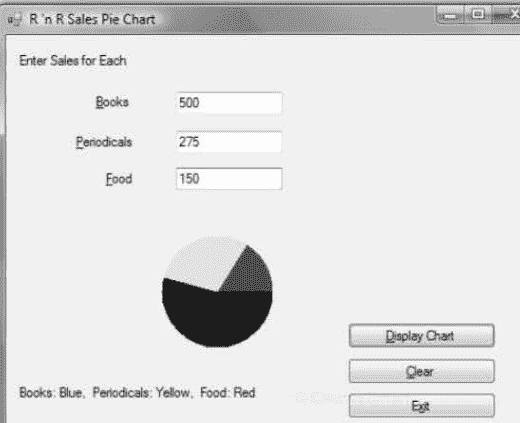 R 'n R Sales Pie Chart
Enter Sales for Each
Books 500
Periodicals 275
Food 150
Display Chart
Clear
Books: Blue, Periodicals: Yellow, Food: Red
Exit